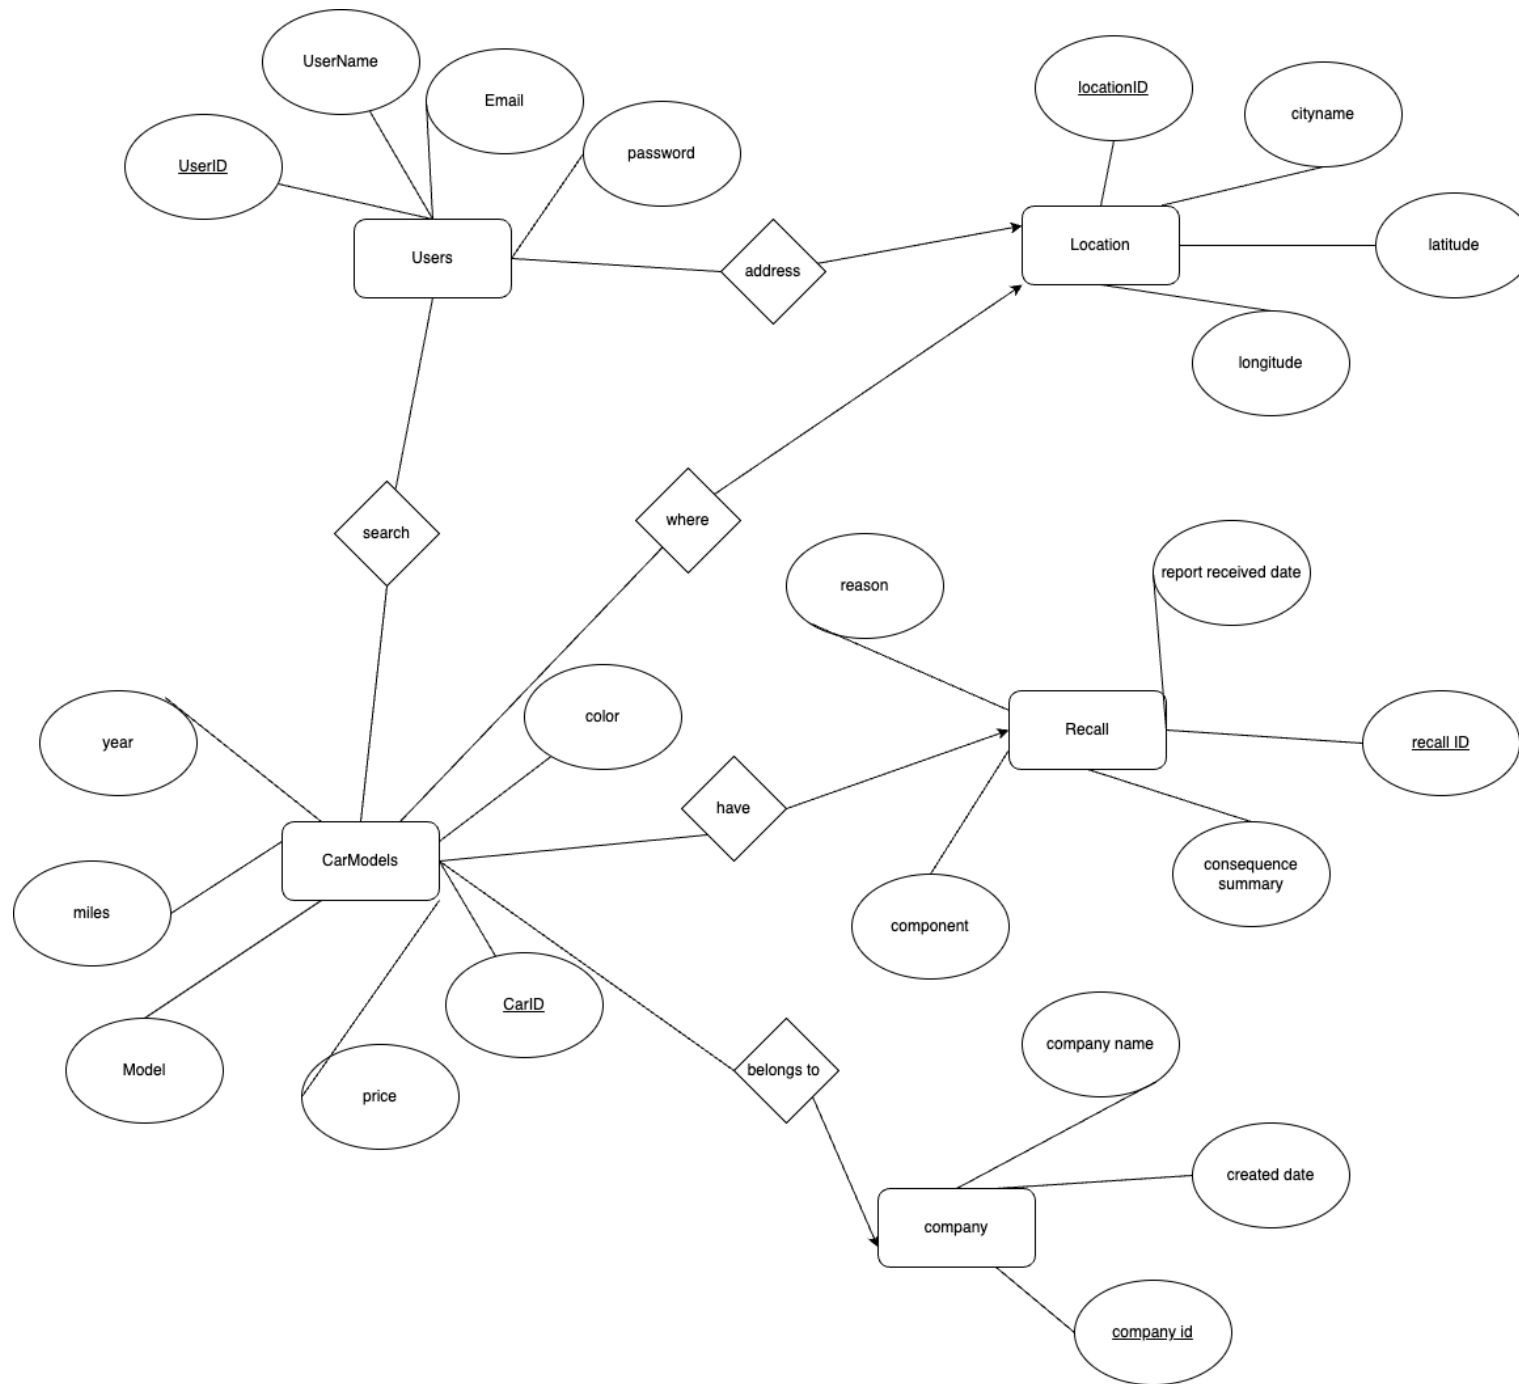 UserName
Email
password
UserID
Users
address
locationID
cityname
Location
latitude
longitude
search
where
reason
report received date
Recall
recall ID
component
consequence
summary
year
color
have
CarModels
miles
Model
price
CarID
belongs to
company name
created date
company
company id